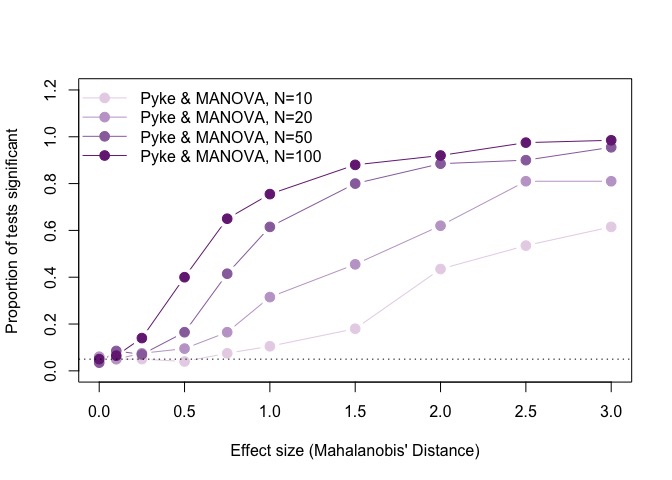 Pyke & MANOVA, N=10
Pyke & MANOVA, N=20
Pyke & MANOVA, N=50
Pyke & MANOVA, N=100
Proportion of tests significant
1.2
1.0
0.8
0.6
0.4
0.2
0.0
0.0 0.5 1.0 1.5 2.0 2.5 3.0
Effect size (Mahalanobis' Distance)